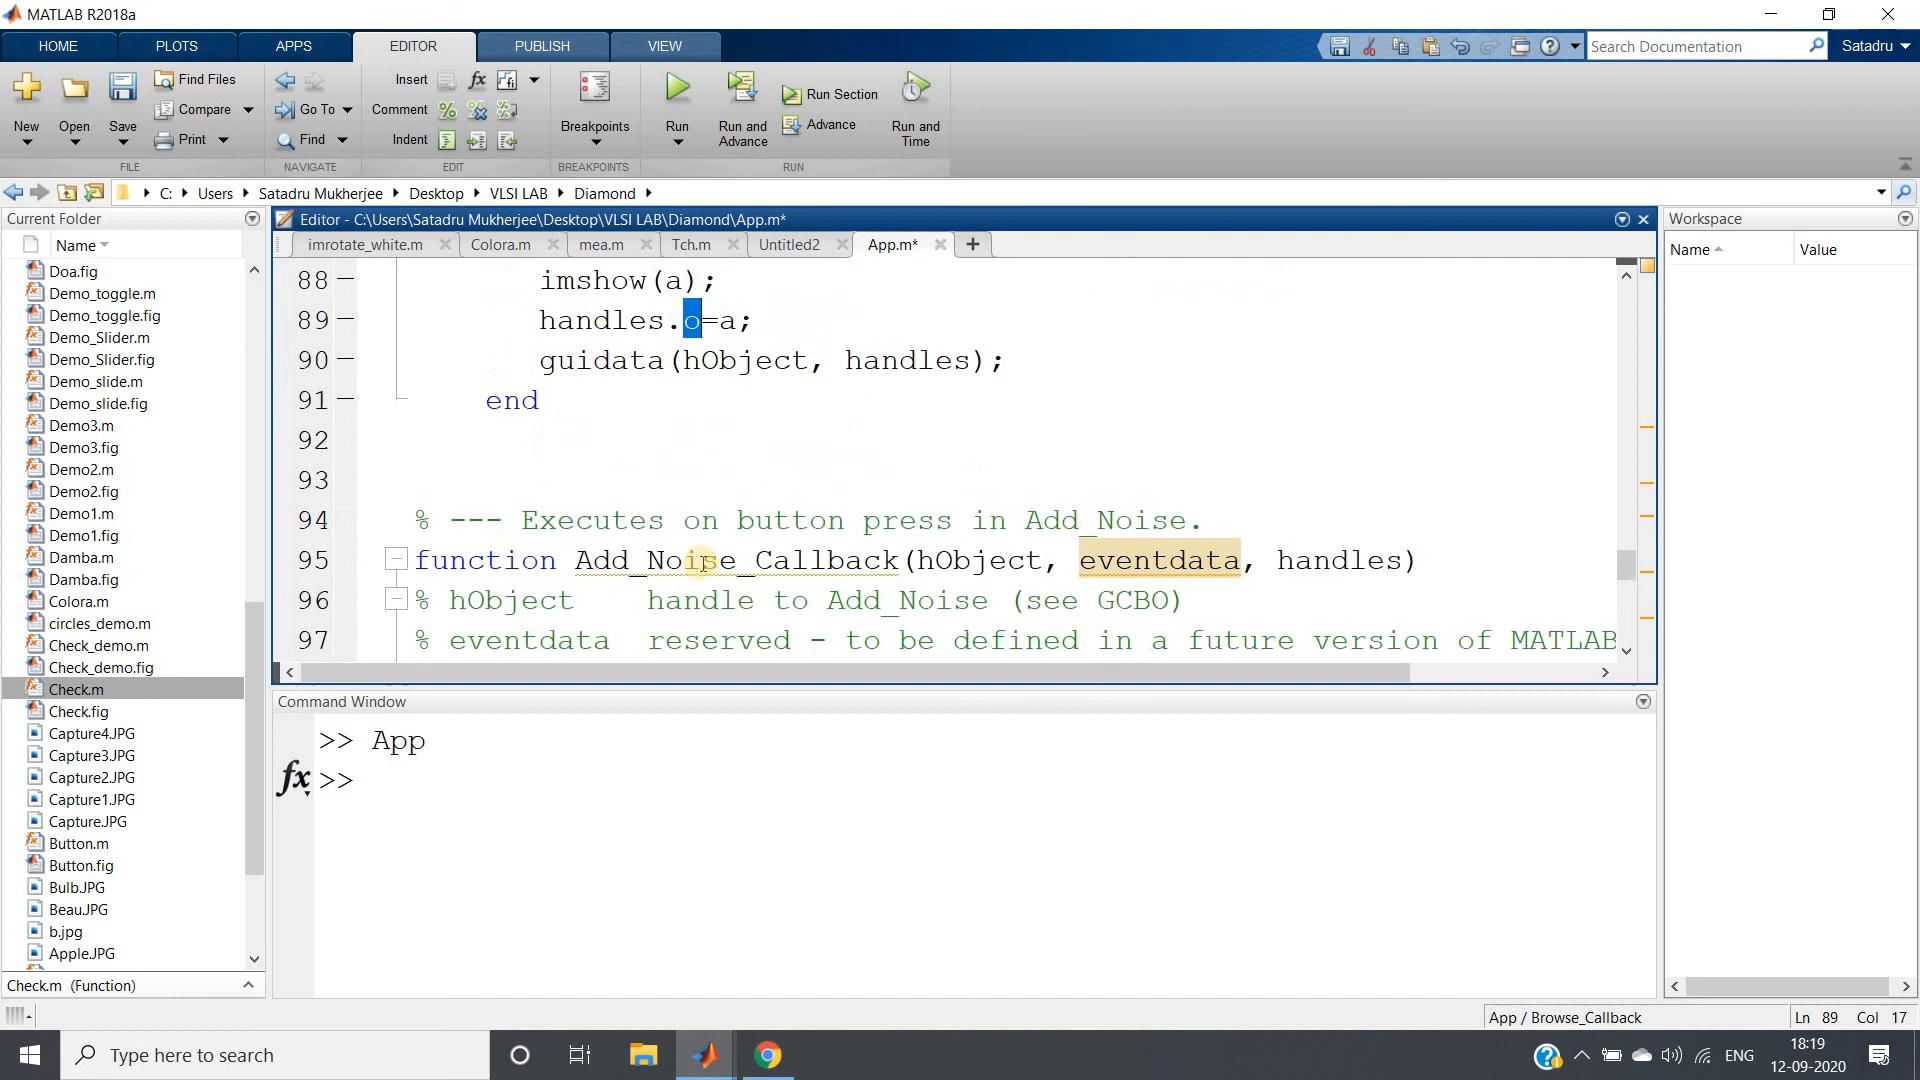 MATLAB R2018a
HOME PLOTS APPS EDITOR PUBLISH VIEW
Search Documentation
Satadru
New
Open
Save
Find Files
Compare
Print
FILE
Go To
Find
NAVIGATE
Insert
Comment
Indent
EDIT
Breakpoints
BREAKPOINTS
Run
Run and Advance
Run Section
Advance
Run and Time
RUN
C: Users Satadru Mukherjee Desktop VLSI LAB Diamond
Current Folder
Name
Doa.fig
Demo_toggle.m
Demo_toggle.fig
Demo_Slider.m
Demo_Slider.fig
Demo_slide.m
Demo_slide.fig
Demo3.m
Demo3.fig
Demo2.m
Demo2.fig
Demo1.m
Demo1.fig
Damba.m
Damba.fig
Colora.m
circles_demo.m
Check_demo.m
Check_demo.fig
Check.m
Check.fig
Capture4.JPG
Capture3.JPG
Capture2.JPG
Capture1.JPG
Capture.JPG
Button.m
Button.fig
Bulb.JPG
Beau.JPG
b.jpg
Apple.JPG
Check.m (Function)
Editor - C:\Users\Satadru Mukherjee\Desktop\VLSI LAB\Diamond\App.m*
imrotate_white.m Colora.m mea.m Tch.m Untitled2 App.m*
88 imshow(a);
89 handles.o=a;
90 guidata(hObject, handles);
91 end
92
93
94 % --- Executes on button press in Add_Noise.
95 function Add_Noise_Callback(hObject, eventdata, handles)
96 % hObject    handle to Add_Noise (see GCBO)
97 % eventdata  reserved - to be defined in a future version of MATLAB
Command Window
>> App
fx >>
Workspace
Name Value
App / Browse_Callback
Ln 89 Col 17
Type here to search
ENG
18:19
12-09-2020